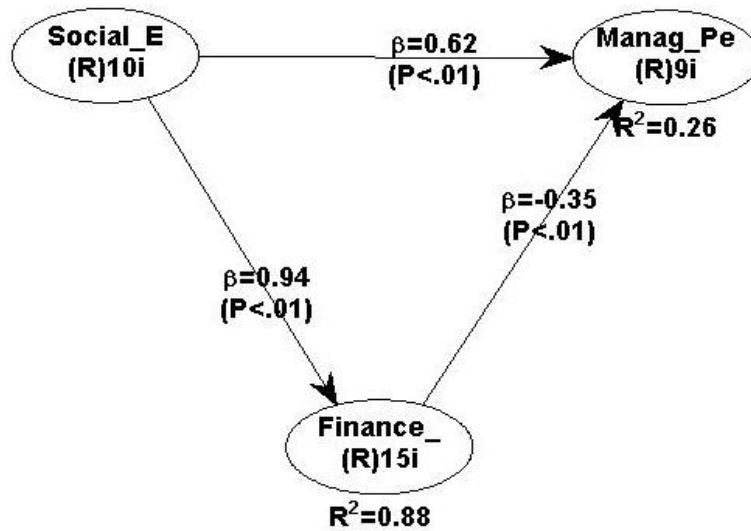 Social_E
(R)10i
β=0.62
(P<.01)
Manag_Pe
(R)9i
R²=0.26
β=-0.35
(P<.01)
β=0.94
(P<.01)
Finance_
(R)15i
R²=0.88